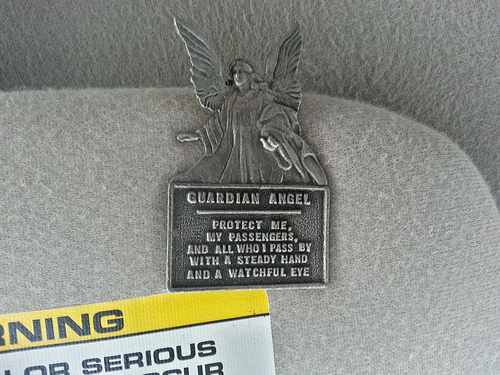 GUARDIAN ANGEL
PROTECT ME,
MY PASSENGERS,
AND ALL WHO I PASS BY
WITH A STEADY HAND
AND A WATCHFUL EYE
RNING
OR SERIOUS